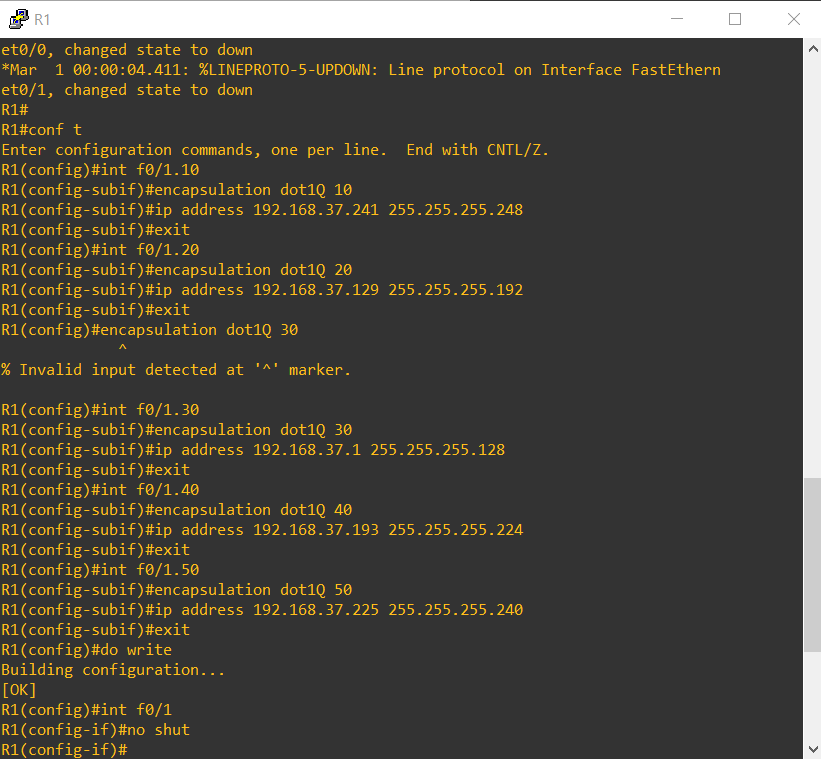 R1
et0/0, changed state to down
*Mar  1 00:00:04.411: %LINEPROTO-5-UPDOWN: Line protocol on Interface FastEthern
et0/1, changed state to down
R1#
R1#conf t
Enter configuration commands, one per line.  End with CNTL/Z.
R1(config)#int f0/1.10
R1(config-subif)#encapsulation dot1Q 10
R1(config-subif)#ip address 192.168.37.241 255.255.255.248
R1(config-subif)#exit
R1(config)#int f0/1.20
R1(config-subif)#encapsulation dot1Q 20
R1(config-subif)#ip address 192.168.37.129 255.255.255.192
R1(config-subif)#exit
R1(config)#encapsulation dot1Q 30
             ^
% Invalid input detected at '^' marker.

R1(config)#int f0/1.30
R1(config-subif)#encapsulation dot1Q 30
R1(config-subif)#ip address 192.168.37.1 255.255.255.128
R1(config-subif)#exit
R1(config)#int f0/1.40
R1(config-subif)#encapsulation dot1Q 40
R1(config-subif)#ip address 192.168.37.193 255.255.255.224
R1(config-subif)#exit
R1(config)#int f0/1.50
R1(config-subif)#encapsulation dot1Q 50
R1(config-subif)#ip address 192.168.37.225 255.255.255.240
R1(config-subif)#exit
R1(config)#do write
Building configuration...
[OK]
R1(config)#int f0/1
R1(config-if)#no shut
R1(config-if)#